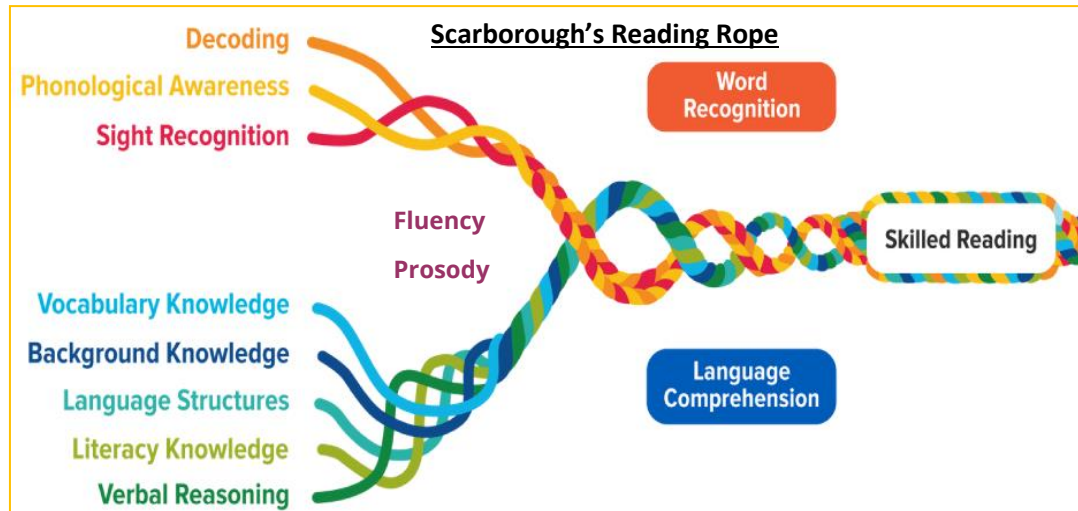 Scarborough's Reading Rope
Decoding
Phonological Awareness
Sight Recognition
Word
Recognition
Fluency
Prosody
Skilled Reading
Vocabulary Knowledge
Background Knowledge
Language Structures
Literacy Knowledge
Verbal Reasoning
Language
Comprehension